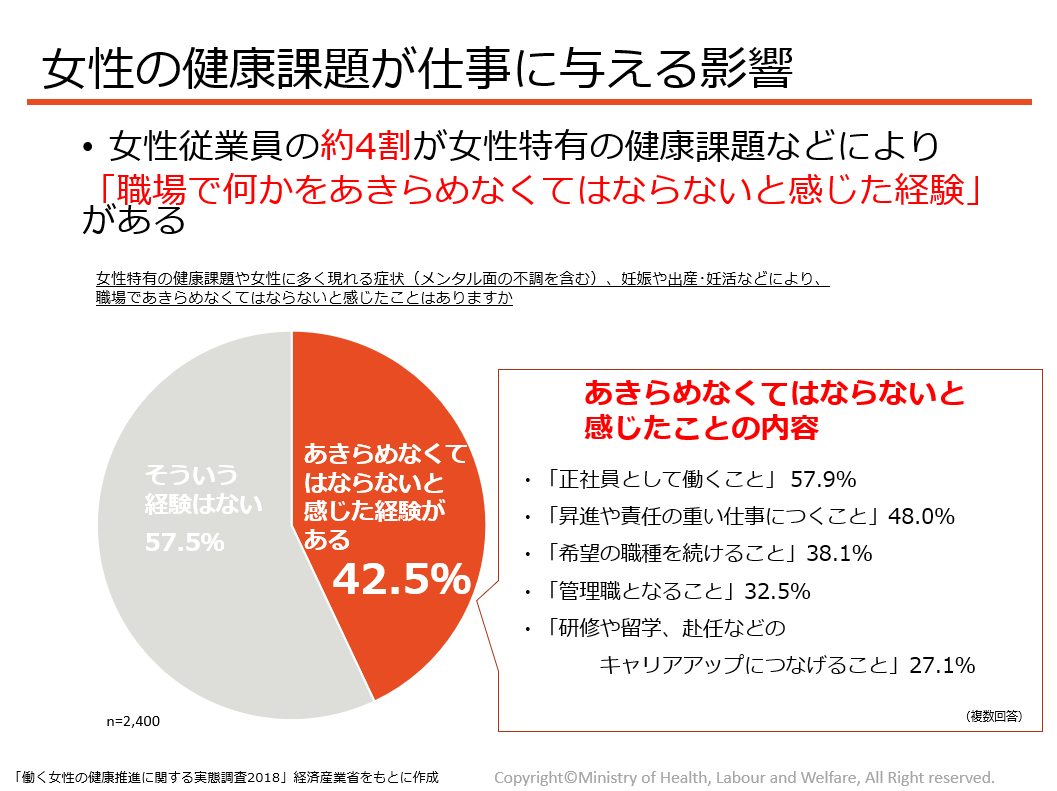 女性の健康課題が仕事に与える影響
• 女性従業員の約4割が女性特有の健康課題などにより
「職場で何かをあきらめなくてはならないと感じた経験」
がある
女性特有の健康課題や女性に多く現れる症状（メンタル面の不調を含む）、妊娠や出産･妊活などにより、
職場であきらめなくてはならないと感じたことはありますか
そういう
経験はない
57.5%
あきらめなくて
はならないと
感じた経験が
ある
42.5%
n=2,400
あきらめなくてはならないと
感じたことの内容
・「正社員として働くこと」 57.9%
・「昇進や責任の重い仕事につくこと」48.0%
・「希望の職種を続けること」38.1%
・「管理職となること」32.5%
・「研修や留学、赴任などの
キャリアアップにつなげること」27.1%
（複数回答）
「働く女性の健康推進に関する実態調査2018」経済産業省をもとに作成
Copyright©Ministry of Health, Labour and Welfare, All Right reserved.